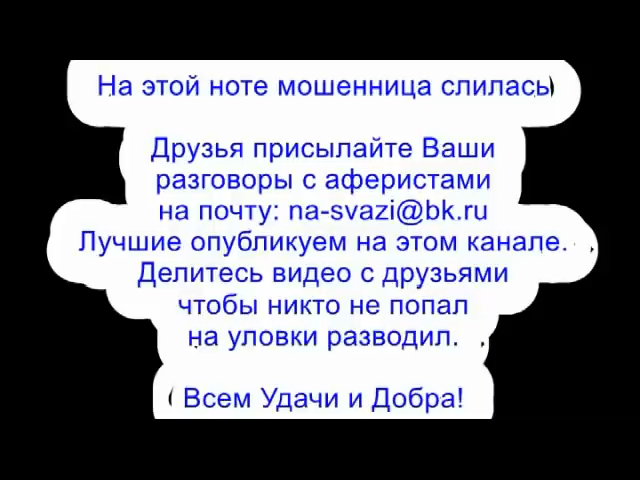 На этой ноте мошенница слилась
Друзья присылайте Ваши
разговоры с аферистами
на почту: na-svazi@bk.ru
Лучшие опубликуем на этом канале.
Делитесь видео с друзьями
чтобы никто не попал
на уловки разводил.
Всем Удачи и Добра!